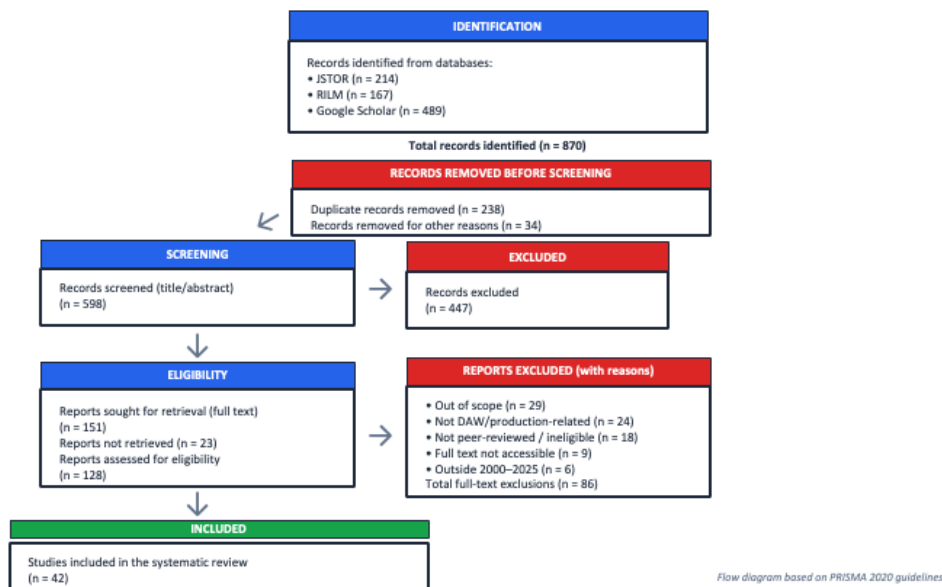 IDENTIFICATION
Records identified from databases:
• JSTOR (n = 214)
• RILM (n = 167)
• Google Scholar (n = 489)
Total records identified (n = 870)
RECORDS REMOVED BEFORE SCREENING
Duplicate records removed (n = 238)
Records removed for other reasons (n = 34)
SCREENING
Records screened (title/abstract)
(n = 598)
EXCLUDED
Records excluded
(n = 447)
ELIGIBILITY
Reports sought for retrieval (full text)
(n = 151)
Reports not retrieved (n = 23)
Reports assessed for eligibility
(n = 128)
REPORTS EXCLUDED (with reasons)
• Out of scope (n = 29)
• Not DAW/production-related (n = 24)
• Not peer-reviewed / ineligible (n = 18)
• Full text not accessible (n = 9)
• Outside 2000–2025 (n = 6)
Total full-text exclusions (n = 86)
INCLUDED
Studies included in the systematic review
(n = 42)
Flow diagram based on PRISMA 2020 guidelines